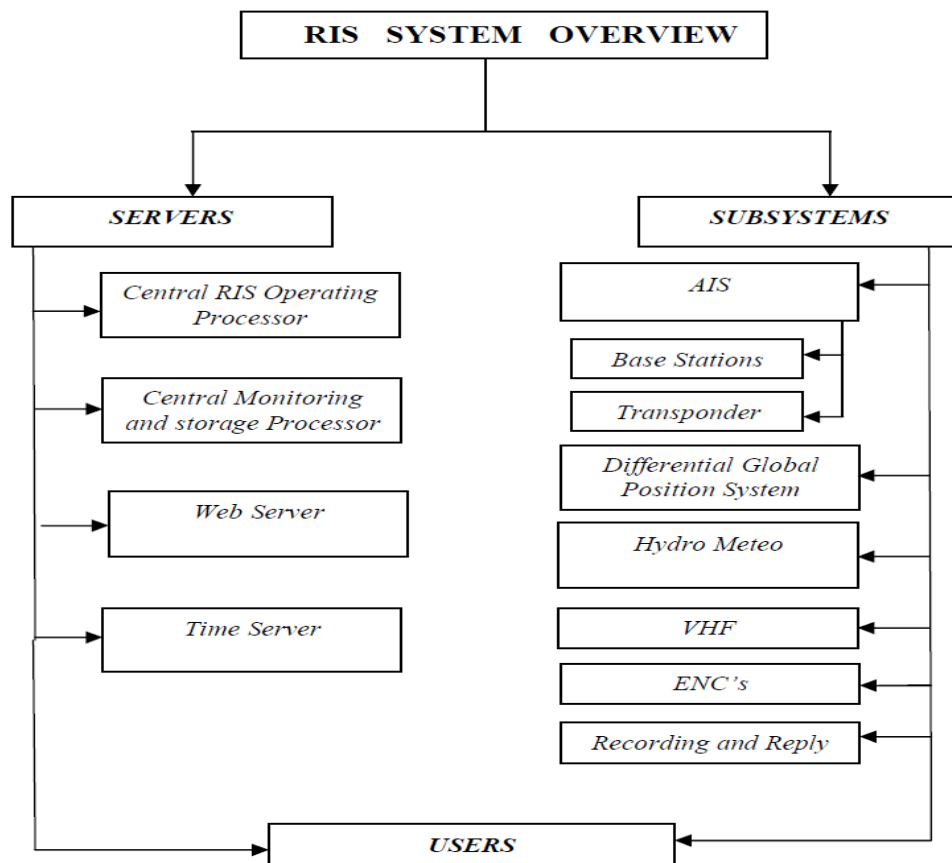 RIS SYSTEM OVERVIEW
SERVERS
Central RIS Operating
Processor
Central Monitoring
and storage Processor
Web Server
Time Server
SUBSYSTEMS
AIS
Base Stations
Transponder
Differential Global
Position System
Hydro Meteo
VHF
ENC's
Recording and Reply
USERS